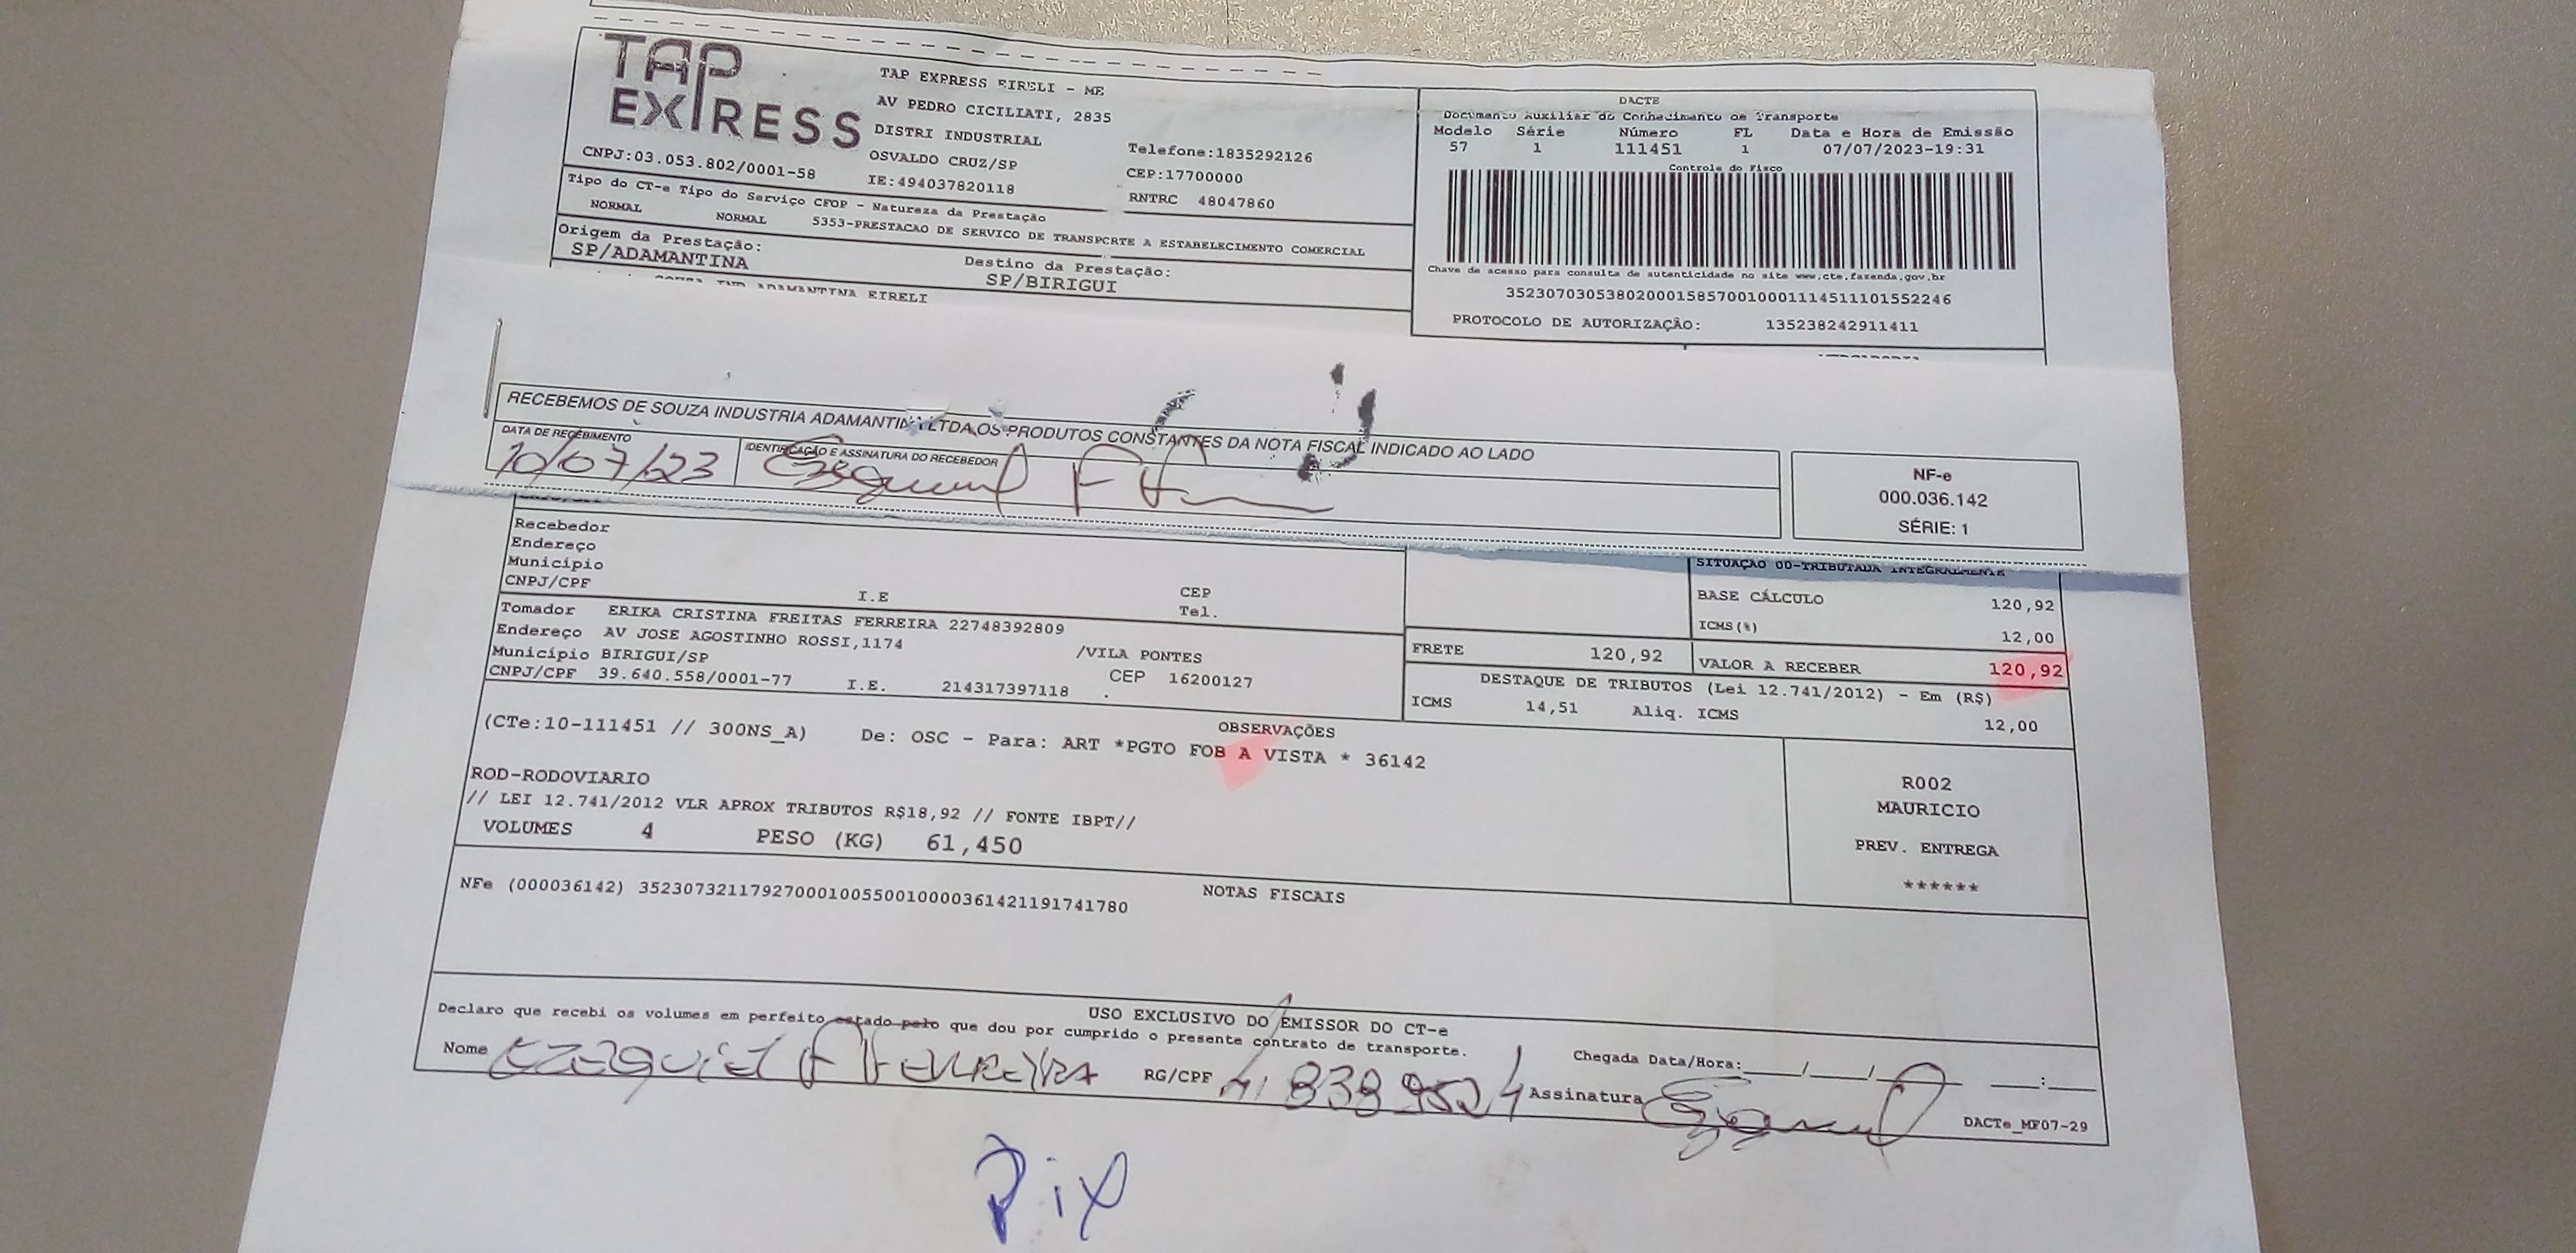 TAP
EXPRESS
CNPJ:03.053.802/0001-58
TAP EXPRESS EIRELI - ME
AV PEDRO CICILIATI, 2835
DISTRI INDUSTRIAL
OSVALDO CRUZ/SP
IE:494037820118
Telefone:1835292126
CEP:17700000
RNTRC 48047860
DACTE
Documento Auxiliar do Conhecimento de Transporte
Modelo Série Número FL Data e Hora de Emissão
57 1 111451 1 07/07/2023-19:31
Controle do Fisco
Chave de acesso para consulta de autenticidade no site www.cte.fazenda.gov.br
35230703053802000158570010001114511101552246
PROTOCOLO DE AUTORIZAÇÃO: 135238242911411
Tipo do CT-e Tipo do Serviço CFOP - Natureza da Prestação
NORMAL NORMAL 5353-PRESTACAO DE SERVICO DE TRANSPORTE A ESTABELECIMENTO COMERCIAL
Origem da Prestação: Destino da Prestação:
SP/ADAMANTINA SP/BIRIGUI
IND ADAMANTINA EIRELI
RECEBEMOS DE SOUZA INDUSTRIA ADAMANTINA LTDA OS PRODUTOS CONSTANTES DA NOTA FISCAL INDICADO AO LADO
DATA DE RECEBIMENTO IDENTIFICAÇÃO E ASSINATURA DO RECEBEDOR
10/07/23
NF-e
000.036.142
SÉRIE: 1
Recebedor
Endereço
Município CEP
CNPJ/CPF I.E Tel.
Tomador ERIKA CRISTINA FREITAS FERREIRA 22748392809
Endereço AV JOSE AGOSTINHO ROSSI,1174 /VILA PONTES
Município BIRIGUI/SP CEP 16200127
CNPJ/CPF 39.640.558/0001-77 I.E. 214317397118
SITUAÇÃO 00-TRIBUTADA INTEGRALMENTE
BASE CÁLCULO 120,92
ICMS(%) 12,00
FRETE 120,92 VALOR A RECEBER 120,92
DESTAQUE DE TRIBUTOS (Lei 12.741/2012) - Em (R$)
ICMS 14,51 Aliq. ICMS 12,00
OBSERVAÇÕES
(CTe:10-111451 // 300NS_A) De: OSC - Para: ART *PGTO FOB A VISTA * 36142
ROD-RODOVIARIO
// LEI 12.741/2012 VLR APROX TRIBUTOS R$18,92 // FONTE IBPT//
VOLUMES 4 PESO (KG) 61,450
R002
MAURICIO
PREV. ENTREGA
******
NOTAS FISCAIS
NFe (000036142) 35230732117927000100550010000361421191741780
USO EXCLUSIVO DO EMISSOR DO CT-e
Declaro que recebi os volumes em perfeito estado pelo que dou por cumprido o presente contrato de transporte.
Chegada Data/Hora:____/____/____ ___:___
Nome EZEQUIEL F FERREIRA RG/CPF Assinatura
DACTe_MF07-29
Pix